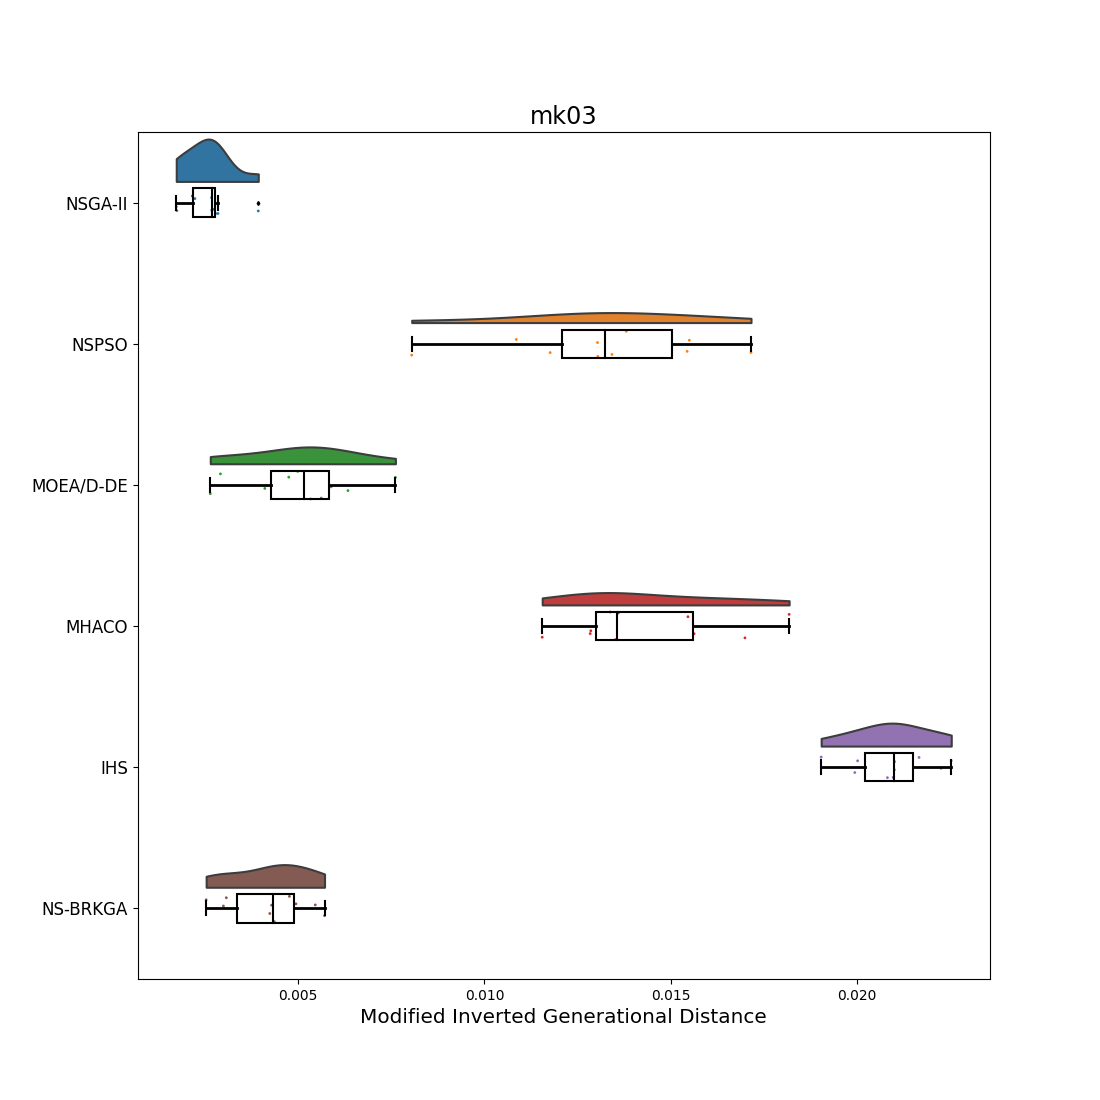 mk03
NSGA-II
NSPSO
MOEA/D-DE
MHACO
IHS
NS-BRKGA
0.005 0.010 0.015 0.020
Modified Inverted Generational Distance